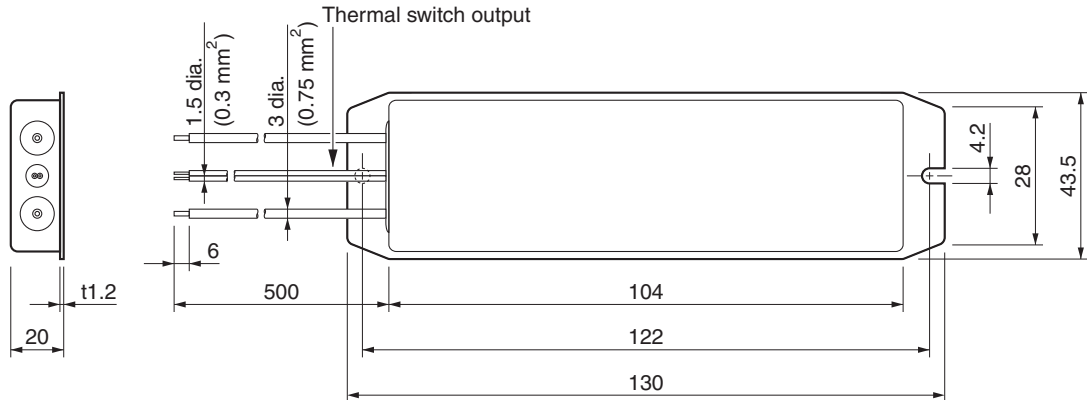 Thermal switch output
1.5 dia.
(0.3 mm²)
3 dia.
(0.75 mm²)
4.2
28
43.5
6
t1.2
500
104
20
122
130